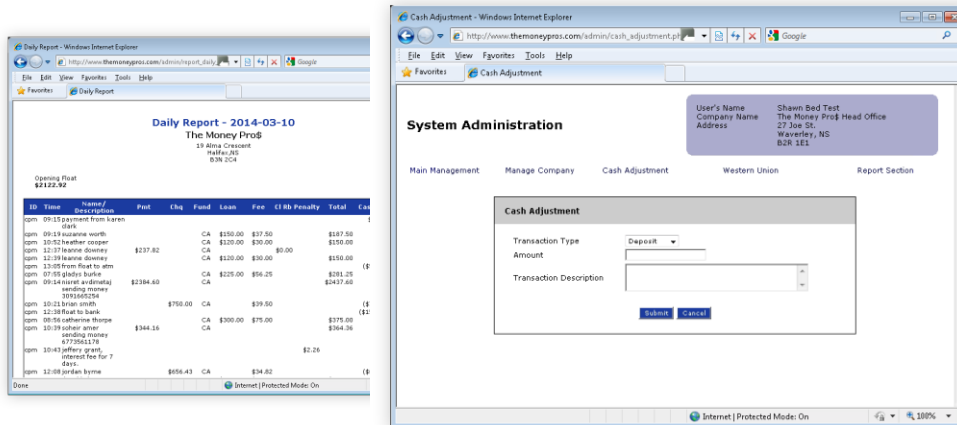 Daily Report - Windows Internet Explorer
http://www.themoneypros.com/admin/report_daily.
Google
File Edit View Favorites Tools Help
Favorites
Daily Report
Daily Report - 2014-03-10
The Money Pro$
19 Alma Crescent
Halifax,NS
B3N 2C4
Opening Float
$2122.92
ID Time Name/ Description Pmt Chq Fund Loan Fee Cl Rb Penalty Total Cas
cpm 09:15 payment from karen
clark
cpm 09:19 suzanne worth CA $150.00 $37.50 $187.50
cpm 10:52 heather cooper CA $120.00 $30.00 $150.00
cpm 12:37 leanne downey $237.82 CA $0.00
cpm 12:39 leanne downey CA $120.00 $30.00 $150.00
cpm 13:05 from float to atm ($
cpm 07:55 gladys burke CA $225.00 $56.25 $281.25
cpm 09:14 nisret avdimataj $2384.60 CA $2437.60
sending money
3091665254
cpm 10:21 brian smith $750.00 CA $39.50 ($
cpm 12:38 float to bank ($1
cpm 08:56 catherine thorpe CA $300.00 $75.00 $375.00
cpm 10:39 soheir amer $344.16 CA $364.36
sending money
6773561178
cpm 10:43 jeffery grant, $2.26
interest fee for 7
days.
cpm 12:08 jordan byrne $656.43 CA $34.82 ($
Done
Internet | Protected Mode: On
Cash Adjustment - Windows Internet Explorer
http://www.themoneypros.com/admin/cash_adjustment.ph
Google
File Edit View Favorites Tools Help
Favorites
Cash Adjustment
System Administration
User's Name Shawn Bed Test
Company Name The Money Pro$ Head Office
Address 27 Joe St.
Waverley, NS
B2R 1E1
Main Management Manage Company Cash Adjustment Western Union Report Section
Cash Adjustment
Transaction Type Deposit
Amount
Transaction Description
Submit Cancel
Internet | Protected Mode: On
100%